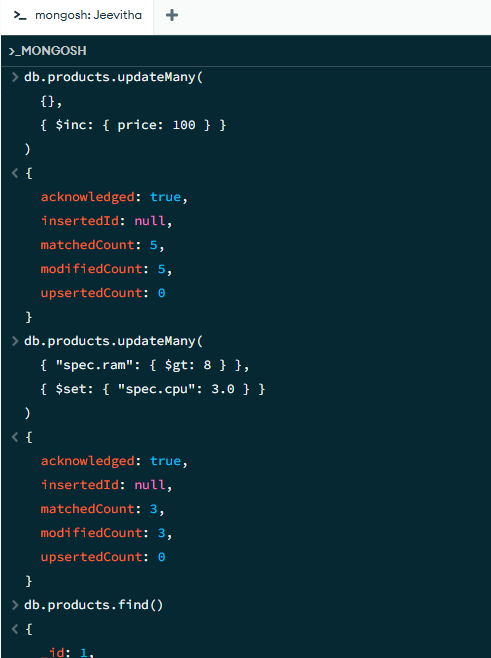 >_ mongosh: Jeevitha +
>_MONGOSH
> db.products.updateMany(
{},
{ $inc: { price: 100 } }
)
< {
acknowledged: true,
insertedId: null,
matchedCount: 5,
modifiedCount: 5,
upsertedCount: 0
}
> db.products.updateMany(
{ "spec.ram": { $gt: 8 } },
{ $set: { "spec.cpu": 3.0 } }
)
< {
acknowledged: true,
insertedId: null,
matchedCount: 3,
modifiedCount: 3,
upsertedCount: 0
}
> db.products.find()
< {
_id: 1,